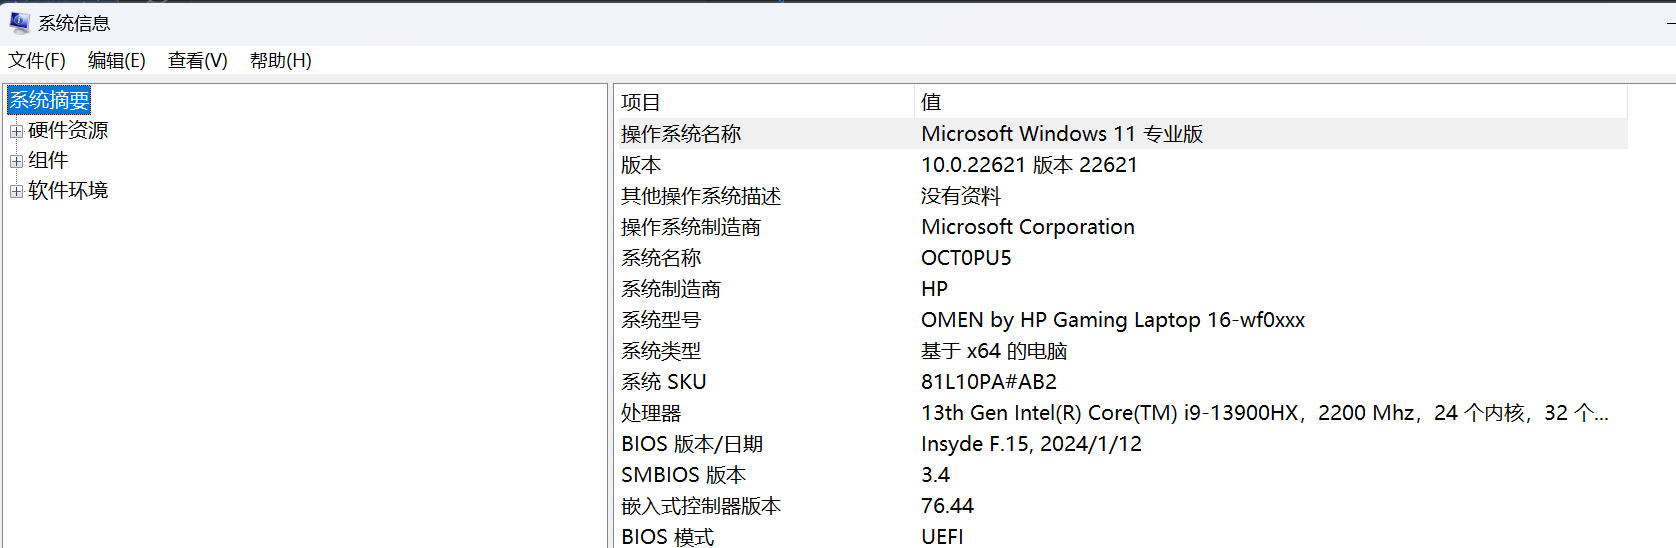 系统信息
文件(F) 编辑(E) 查看(V) 帮助(H)
系统摘要
硬件资源
组件
软件环境
项目 值
操作系统名称 Microsoft Windows 11 专业版
版本 10.0.22621 版本 22621
其他操作系统描述 没有资料
操作系统制造商 Microsoft Corporation
系统名称 OCT0PU5
系统制造商 HP
系统型号 OMEN by HP Gaming Laptop 16-wf0xxx
系统类型 基于 x64 的电脑
系统 SKU 81L10PA#AB2
处理器 13th Gen Intel(R) Core(TM) i9-13900HX，2200 Mhz，24 个内核，32 个...
BIOS 版本/日期 Insyde F.15, 2024/1/12
SMBIOS 版本 3.4
嵌入式控制器版本 76.44
BIOS 模式 UEFI